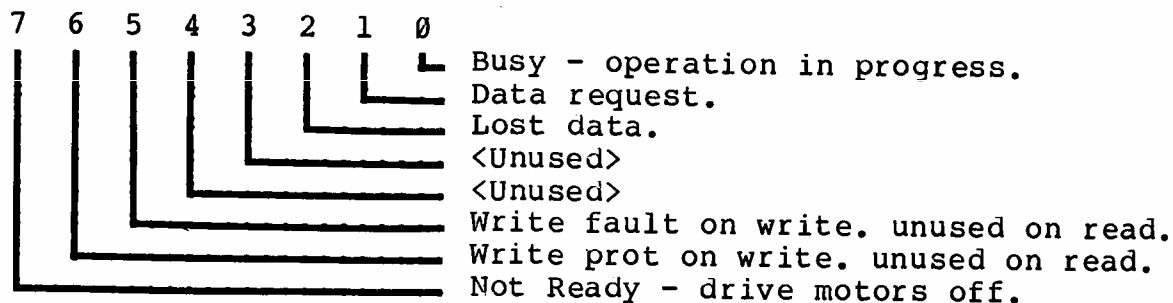 7 6 5 4 3 2 1 0
Busy - operation in progress.
Data request.
Lost data.
<Unused>
<Unused>
Write fault on write. unused on read.
Write prot on write. unused on read.
Not Ready - drive motors off.